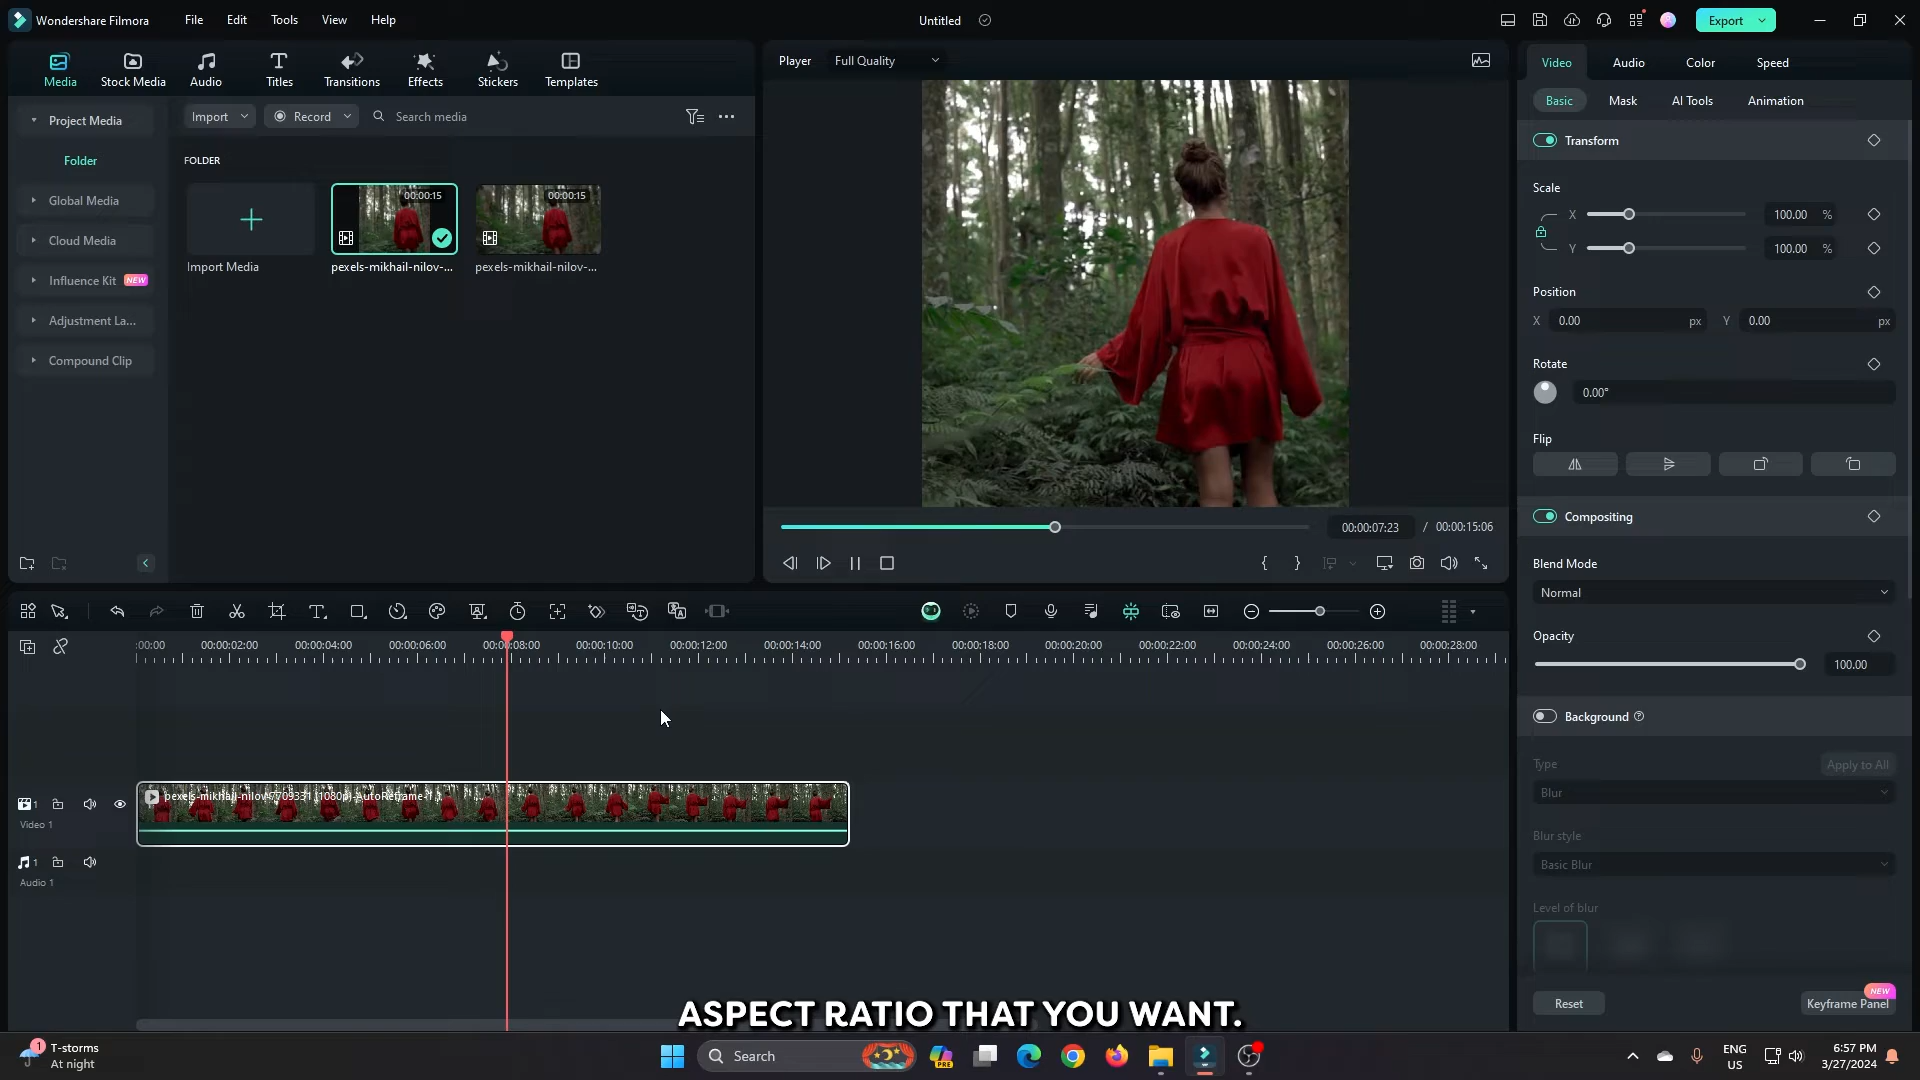 Wondershare Filmora
File
Edit
Tools
View
Help
Untitled
Export
Media
Stock Media
Audio
Titles
Transitions
Effects
Stickers
Templates
Player
Full Quality
Video
Audio
Color
Speed
Basic
Mask
AI Tools
Animation
Project Media
Folder
Global Media
Cloud Media
Influence Kit NEW
Adjustment La...
Compound Clip
Import
Record
Search media
FOLDER
00:00:15
00:00:15
Import Media
pexels-mikhail-nilov-...
pexels-mikhail-nilov-...
00:00:07:23 / 00:00:15:06
Transform
Scale
X 100.00 %
Y 100.00 %
Position
X 0.00 px Y 0.00 px
Rotate
0.00°
Flip
Compositing
Blend Mode
Normal
Opacity
100.00
Background
Type
Apply to All
Blur
Blur style
Basic Blur
Level of blur
Reset
NEW
Keyframe Panel
:00:00 00:00:02:00 00:00:04:00 00:00:06:00 00:00:08:00 00:00:10:00 00:00:12:00 00:00:14:00 00:00:16:00 00:00:18:00 00:00:20:00 00:00:22:00 00:00:24:00 00:00:26:00 00:00:28:00
1
Video 1
1
Audio 1
ASPECT RATIO THAT YOU WANT.
1
T-storms
At night
Search
PRE
ENG
US
6:57 PM
3/27/2024